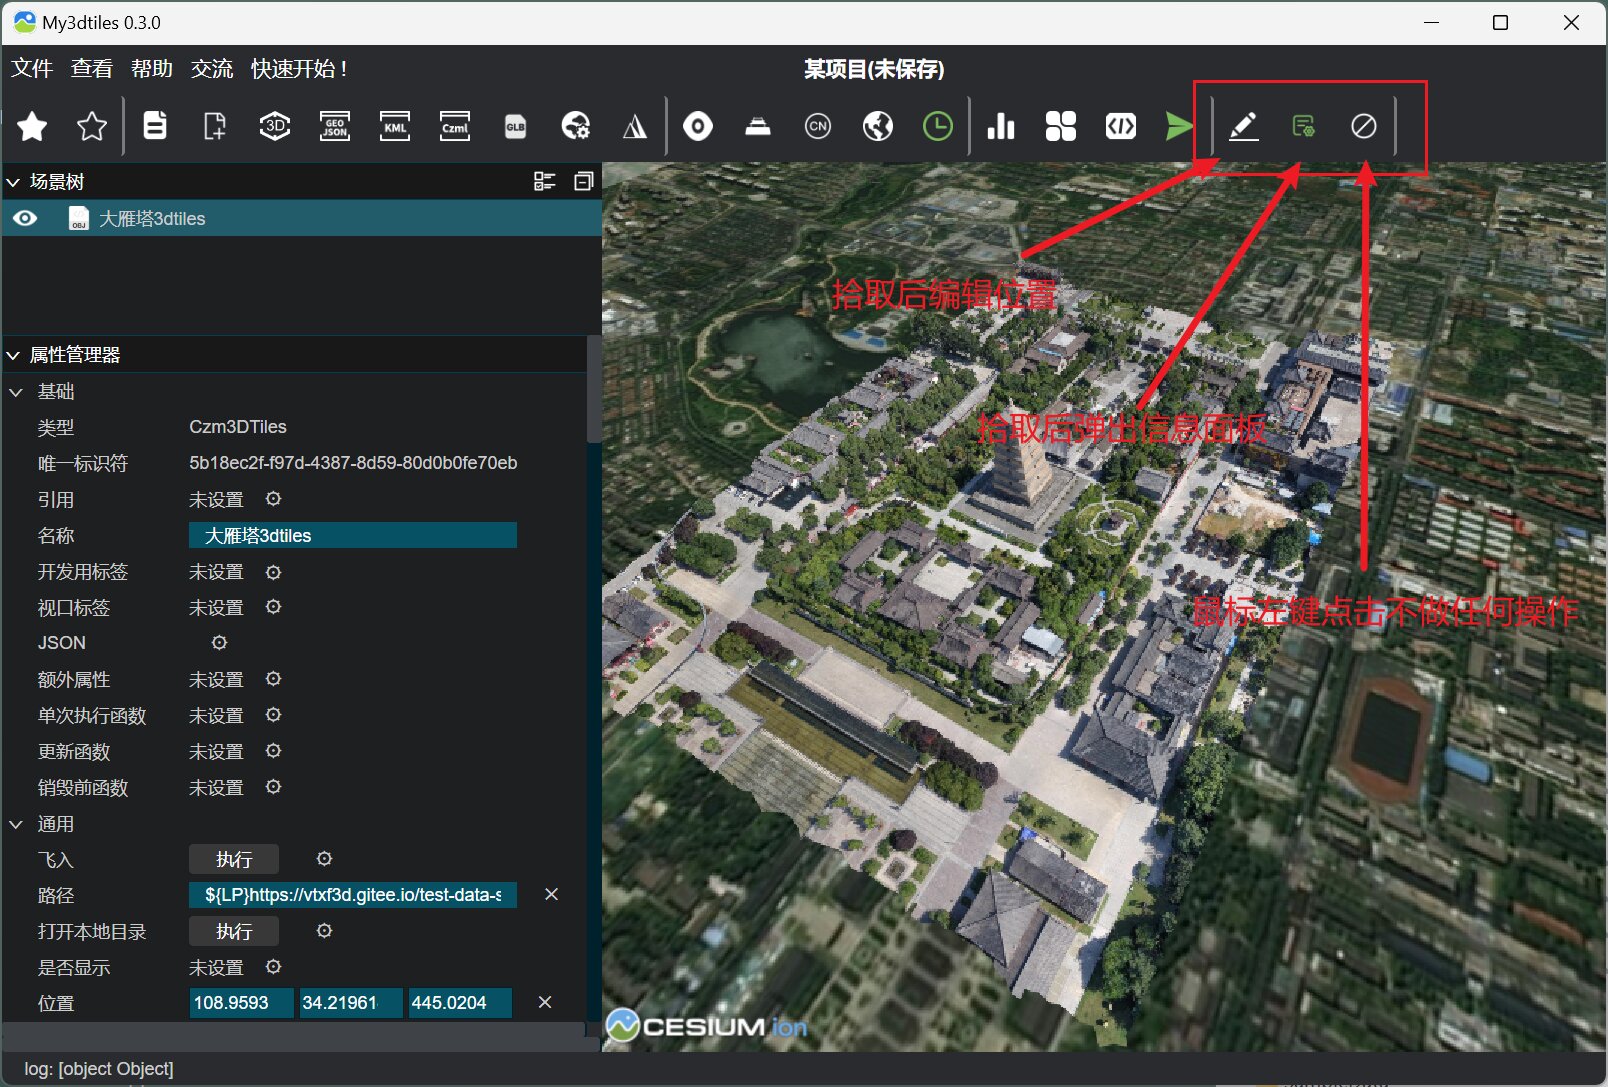 My3dtiles 0.3.0
文件 查看 帮助 交流 快速开始！
某项目(未保存)
3D GEO JSON KML Czml GLB CN
场景树
OBJ 大雁塔3dtiles
属性管理器
基础
类型 Czm3DTiles
唯一标识符 5b18ec2f-f97d-4387-8d59-80d0b0fe70eb
引用 未设置
名称 大雁塔3dtiles
开发用标签 未设置
视口标签 未设置
JSON
额外属性 未设置
单次执行函数 未设置
更新函数 未设置
销毁前函数 未设置
通用
飞入 执行
路径 ${LP}https://vtxf3d.gitee.io/test-data-s
打开本地目录 执行
是否显示 未设置
位置 108.9593 34.21961 445.0204
log: [object Object]
拾取后编辑位置
拾取后弹出信息面板
鼠标左键点击不做任何操作
CESIUM ion